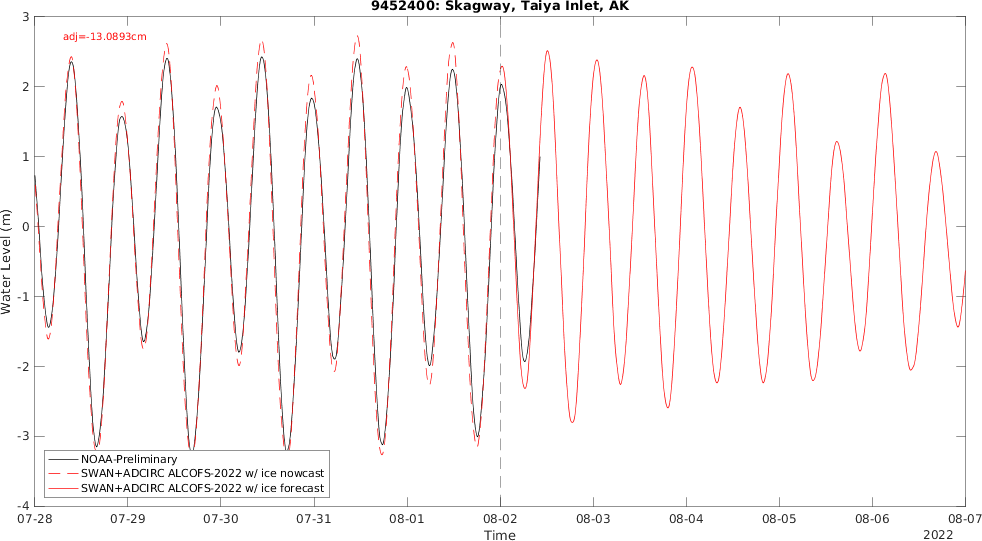 9452400: Skagway, Taiya Inlet, AK
adj=-13.0893cm
3
2
1
0
-1
-2
-3
-4
Water Level (m)
NOAA-Preliminary
SWAN+ADCIRC ALCOFS-2022 w/ ice nowcast
SWAN+ADCIRC ALCOFS-2022 w/ ice forecast
07-28 07-29 07-30 07-31 08-01 08-02 08-03 08-04 08-05 08-06 08-07
Time
2022